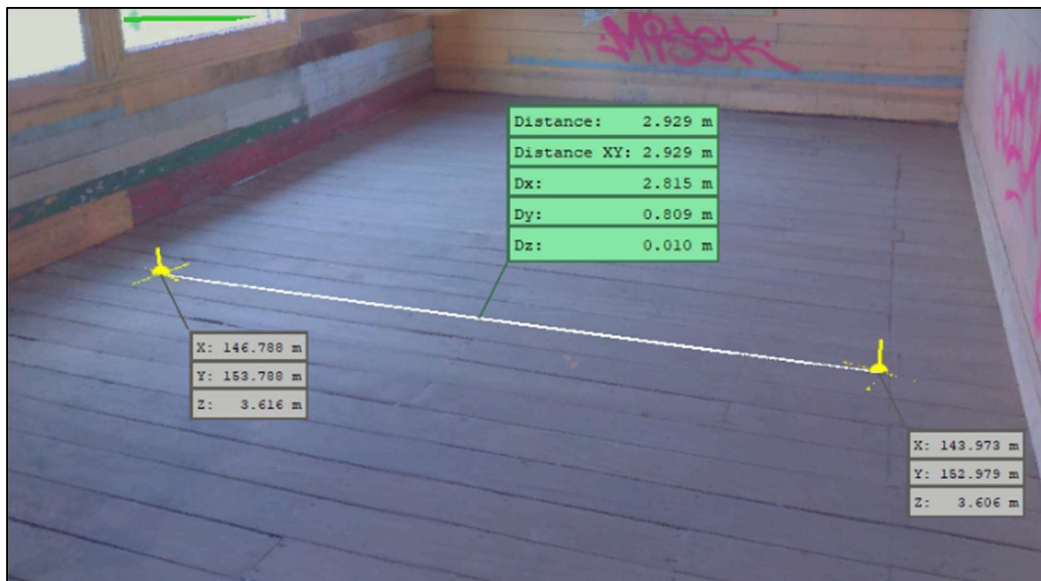 MPSEK
Distance: 2.929 m
Distance XY: 2.929 m
Dx: 2.815 m
Dy: 0.809 m
Dz: 0.010 m
X: 146.788 m
Y: 153.788 m
Z: 3.616 m
X: 143.973 m
Y: 152.979 m
Z: 3.606 m